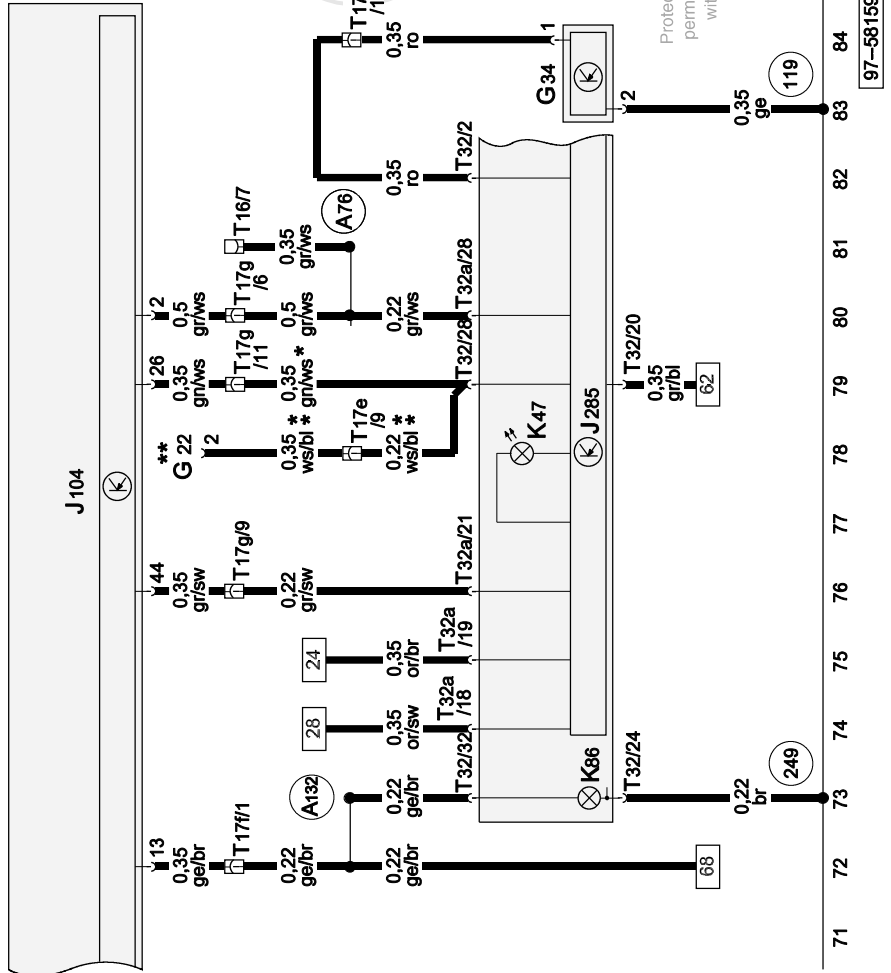 J104
13
44
26
2
0,35
ge/br
0,35
gr/sw
**
G 22
2
0,35
gn/ws
0,5
gr/ws
T17f/1
T17g/9
T17g
/11
T17g
/6
T16/7
0,22
ge/br
0,22
gr/sw
0,35 *
ws/bl *
0,35
gn/ws *
0,5
gr/ws
0,35
gr/ws
A132
28
24
T17e
/9
A76
T17
/1
0,22
ge/br
0,22
ge/br
0,35
or/sw
0,35
or/br
0,22 *
ws/bl *
0,22
gr/ws
0,35
ro
0,35
ro
T32/32
T32a
/18
T32a
/19
T32a/21
T32/28
T32a/28
T32/2
K47
G34
1
K86
J285
T32/24
T32/20
2
0,35
gr/bl
68
62
Protec
perm
wit
0,22
br
0,35
ge
249
119
71 72 73 74 75 76 77 78 79 80 81 82 83 84
97–58159